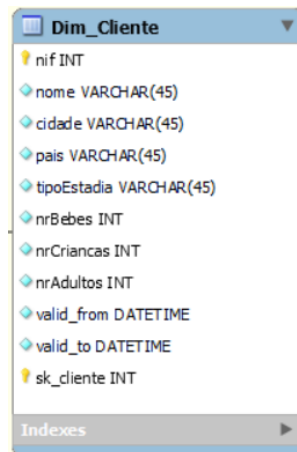 Dim_Cliente
nif INT
nome VARCHAR(45)
cidade VARCHAR(45)
pais VARCHAR(45)
tipoEstadia VARCHAR(45)
nrBebes INT
nrCriancas INT
nrAdultos INT
valid_from DATETIME
valid_to DATETIME
sk_cliente INT
Indexes